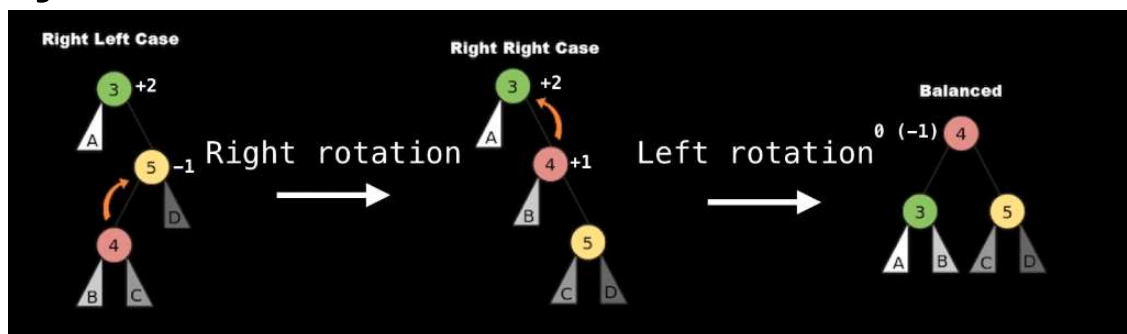 Right Left Case
3 +2
A
5 -1
D
4
B C
Right rotation
Right Right Case
3 +2
A
4 +1
B
5
C D
Left rotation
Balanced
0 (-1) 4
3 5
A B C D